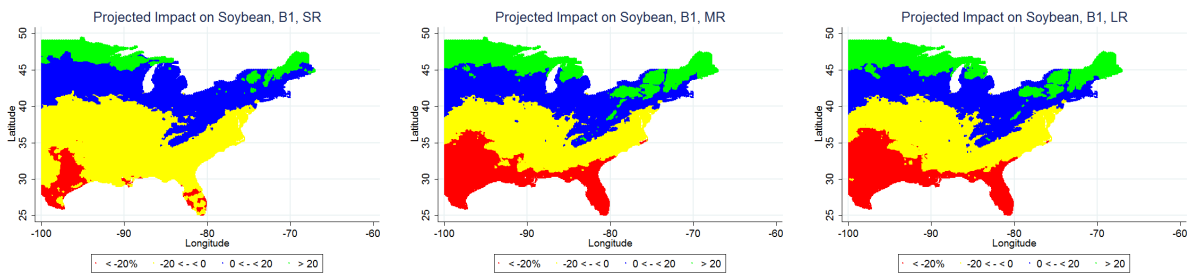 Projected Impact on Soybean, B1, SR
50
45
40
35
30
25
Latitude
-100
-90
-80
-70
-60
Longitude
< -20%
-20 < - < 0
0 < - < 20
> 20
Projected Impact on Soybean, B1, MR
50
45
40
35
30
25
Latitude
-100
-90
-80
-70
-60
Longitude
< -20%
-20 < - < 0
0 < - < 20
> 20
Projected Impact on Soybean, B1, LR
50
45
40
35
30
25
Latitude
-100
-90
-80
-70
-60
Longitude
< -20%
-20 < - < 0
0 < - < 20
> 20